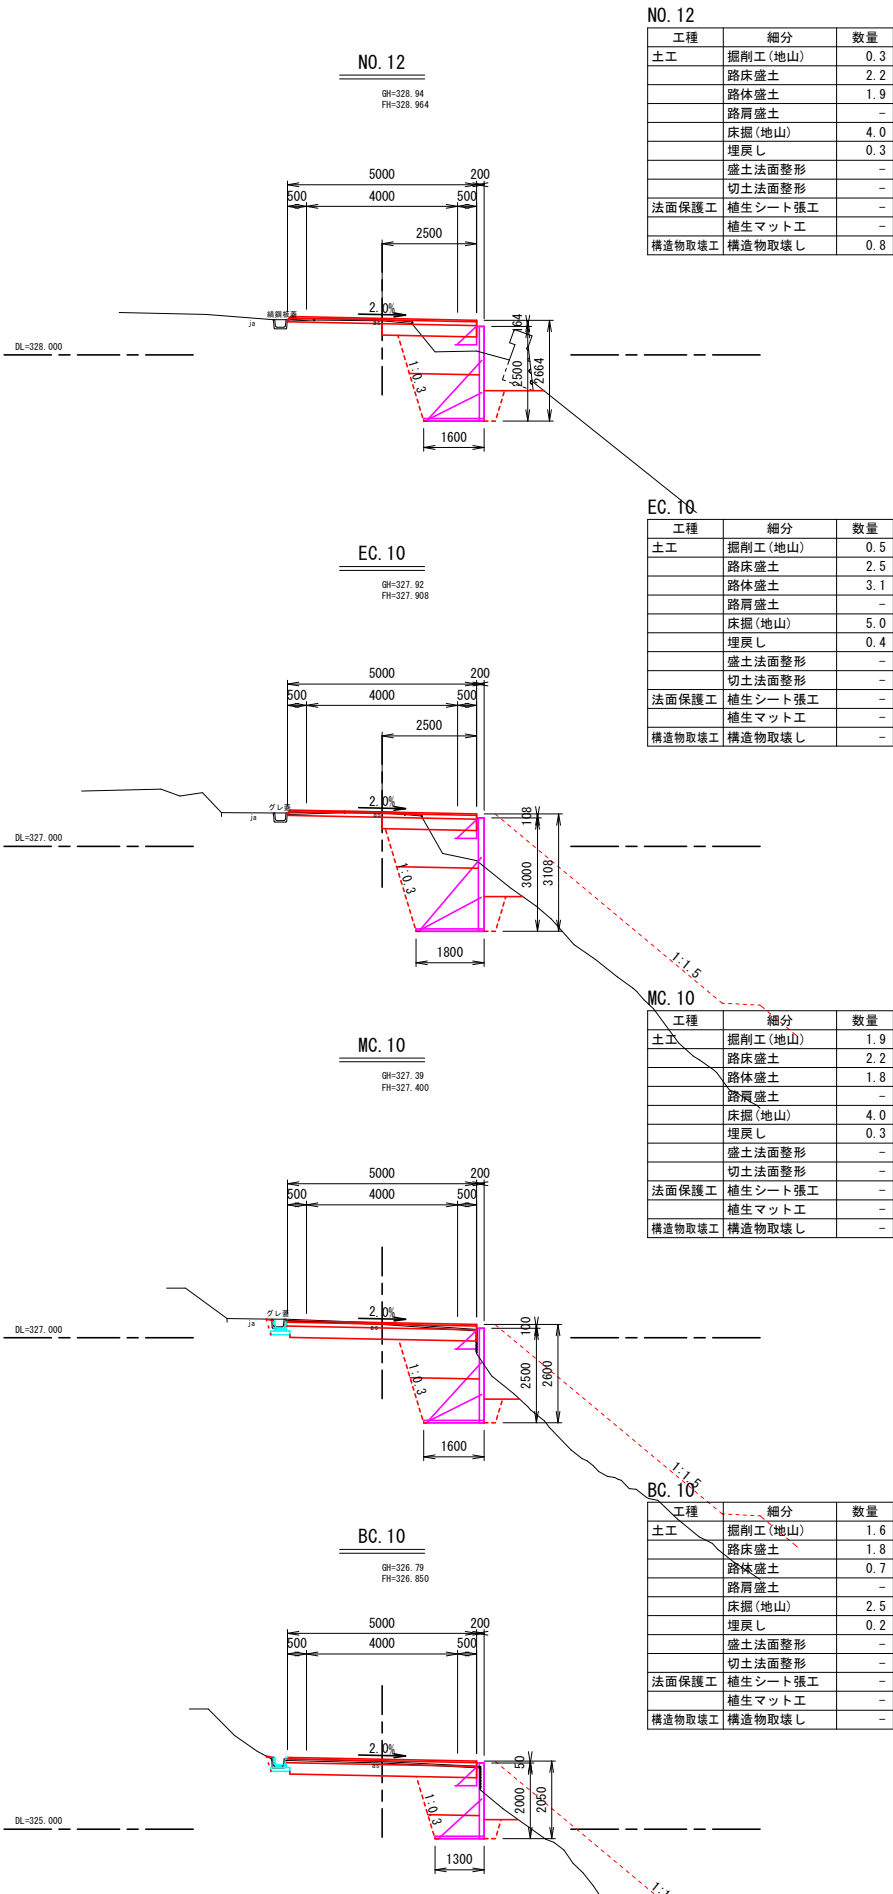 NO.12
工種 細分 数量
土工 掘削工(地山) 0.3
路床盛土 2.2
路体盛土 1.9
路肩盛土 -
床掘(地山) 4.0
埋戻し 0.3
盛土法面整形 -
切土法面整形 -
法面保護工 植生シート張工 -
植生マット工 -
構造物取壊工 構造物取壊し 0.8
NO.12
GH=328.94
FH=328.964
5000 200
500 4000 500
2500
2.0%
ja
as
164
DL=328.000
1:0.3
2500
2664
1600
EC.10
工種 細分 数量
土工 掘削工(地山) 0.5
路床盛土 2.5
路体盛土 3.1
路肩盛土 -
床掘(地山) 5.0
埋戻し 0.4
盛土法面整形 -
切土法面整形 -
法面保護工 植生シート張工 -
植生マット工 -
構造物取壊工 構造物取壊し -
EC.10
GH=327.92
FH=327.908
5000 200
500 4000 500
2500
グレ蓋
2.0%
ja
as
108
DL=327.000
1:0.3
3000
3108
1800
1:1.5
MC.10
工種 細分 数量
土工 掘削工(地山) 1.9
路床盛土 2.2
路体盛土 1.8
路肩盛土 -
床掘(地山) 4.0
埋戻し 0.3
盛土法面整形 -
切土法面整形 -
法面保護工 植生シート張工 -
植生マット工 -
構造物取壊工 構造物取壊し -
MC.10
GH=327.39
FH=327.400
5000 200
500 4000 500
グレ蓋
2.0%
ja
as
100
DL=327.000
1:0.3
2500
2600
1600
1:1.5
BC.10
工種 細分 数量
土工 掘削工(地山) 1.6
路床盛土 1.8
路体盛土 0.7
路肩盛土 -
床掘(地山) 2.5
埋戻し 0.2
盛土法面整形 -
切土法面整形 -
法面保護工 植生シート張工 -
植生マット工 -
構造物取壊工 構造物取壊し -
BC.10
GH=326.79
FH=326.850
5000 200
500 4000 500
2.0%
as
50
DL=325.000
1:0.3
2000
2050
1300